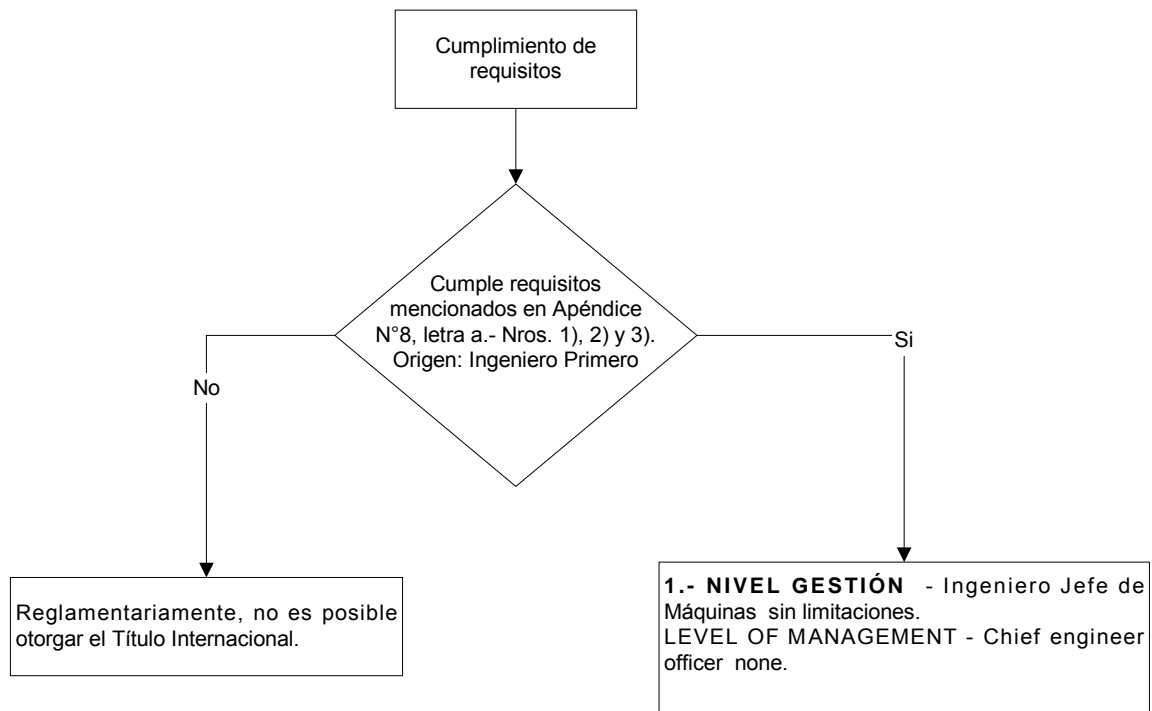 Cumplimiento de
requisitos
Cumple requisitos
mencionados en Apéndice
N°8, letra a.- Nros. 1), 2) y 3).
Origen: Ingeniero Primero
No
Si
Reglamentariamente, no es posible
otorgar el Título Internacional.
1.- NIVEL GESTIÓN - Ingeniero Jefe de
Máquinas sin limitaciones.
LEVEL OF MANAGEMENT - Chief engineer
officer none.